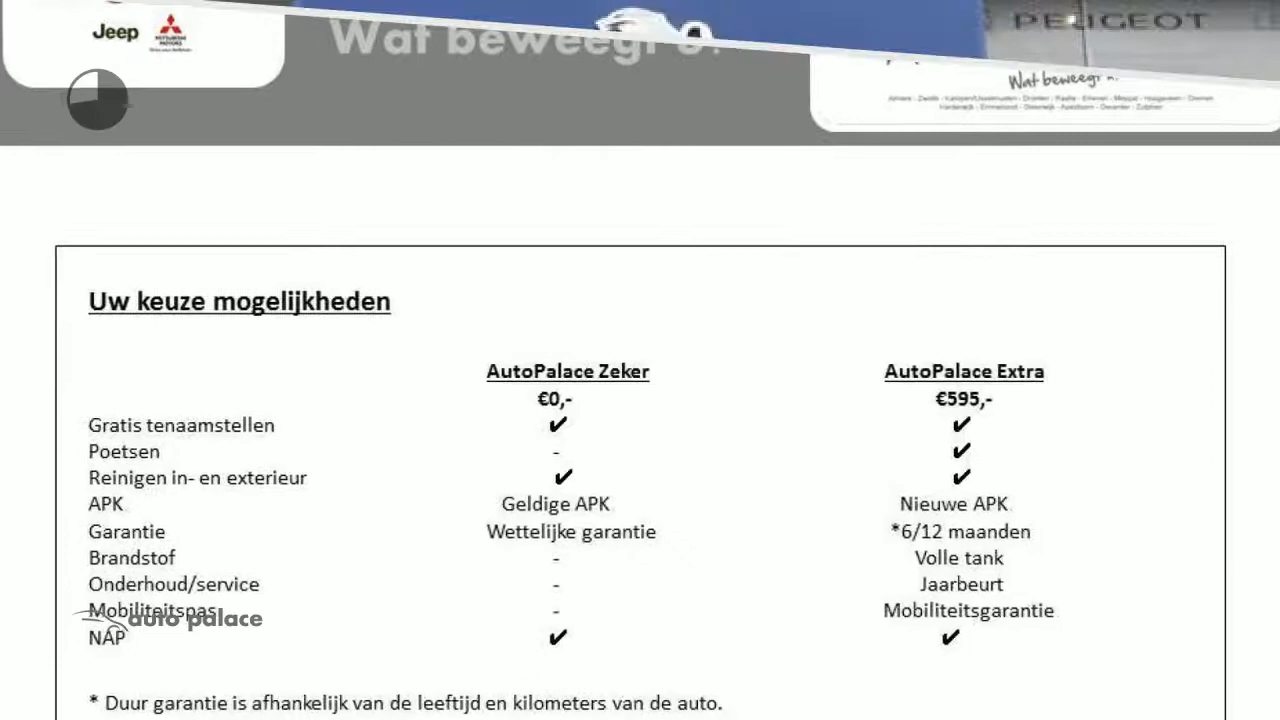 Jeep
MITSUBISHI
MOTORS
Wat beweegt u?
PEUGEOT
Wat beweegt u
Uw keuze mogelijkheden
AutoPalace Zeker AutoPalace Extra
€0,- €595,-
Gratis tenaamstellen ✔ ✔
Poetsen - ✔
Reinigen in- en exterieur ✔ ✔
APK Geldige APK Nieuwe APK
Garantie Wettelijke garantie *6/12 maanden
Brandstof - Volle tank
Onderhoud/service - Jaarbeurt
Mobiliteitspas - Mobiliteitsgarantie
auto palace
NAP ✔ ✔
* Duur garantie is afhankelijk van de leeftijd en kilometers van de auto.